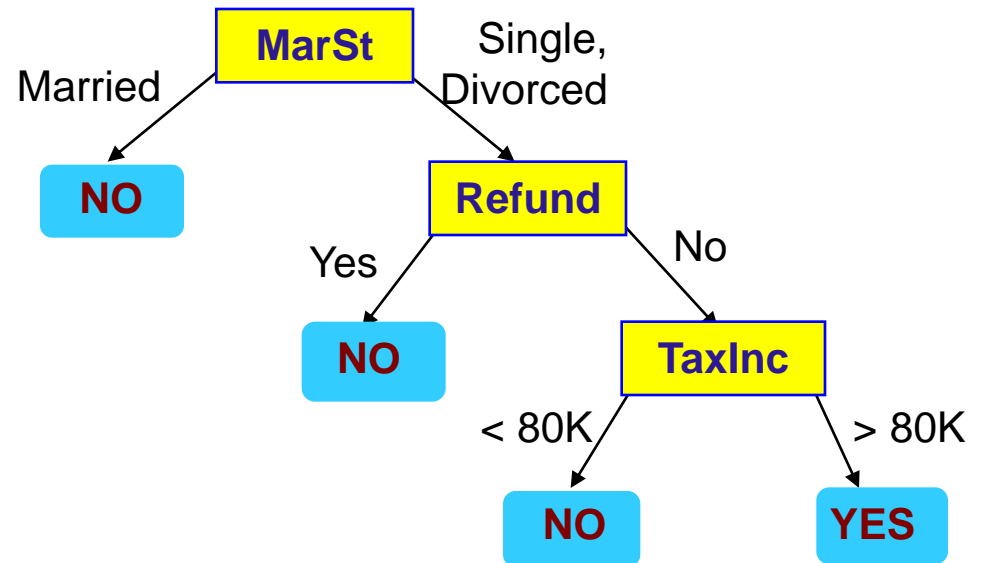 MarSt
Single,
Divorced
Married
NO
Refund
Yes
No
NO
TaxInc
< 80K
> 80K
NO
YES